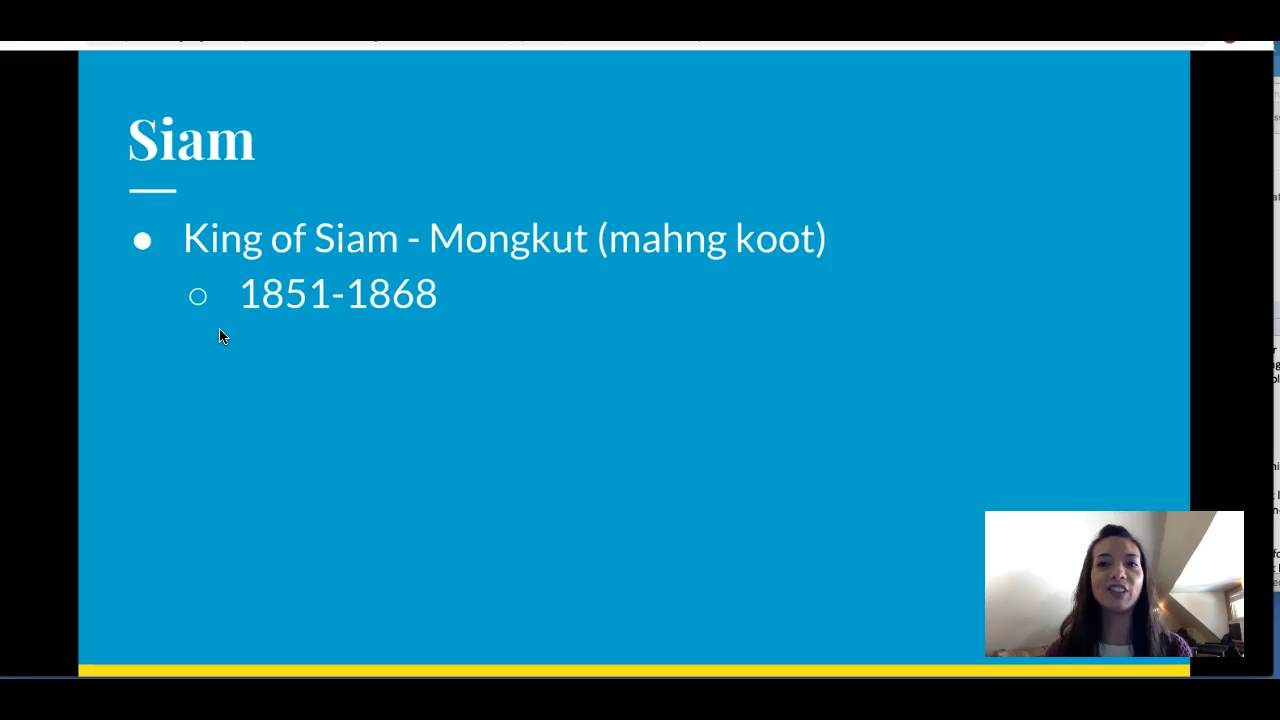 Siam
● King of Siam - Mongkut (mahng koot)
○ 1851-1868